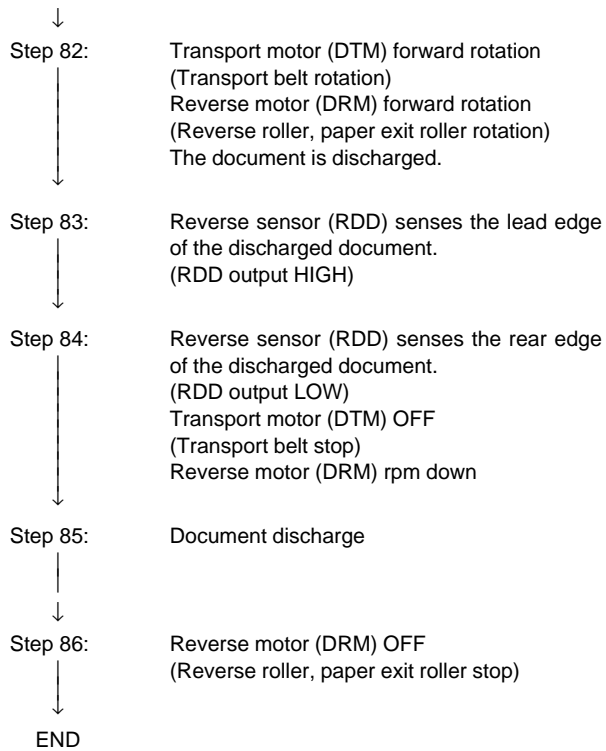 Step 82: Transport motor (DTM) forward rotation
(Transport belt rotation)
Reverse motor (DRM) forward rotation
(Reverse roller, paper exit roller rotation)
The document is discharged.
Step 83: Reverse sensor (RDD) senses the lead edge
of the discharged document.
(RDD output HIGH)
Step 84: Reverse sensor (RDD) senses the rear edge
of the discharged document.
(RDD output LOW)
Transport motor (DTM) OFF
(Transport belt stop)
Reverse motor (DRM) rpm down
Step 85: Document discharge
Step 86: Reverse motor (DRM) OFF
(Reverse roller, paper exit roller stop)
END